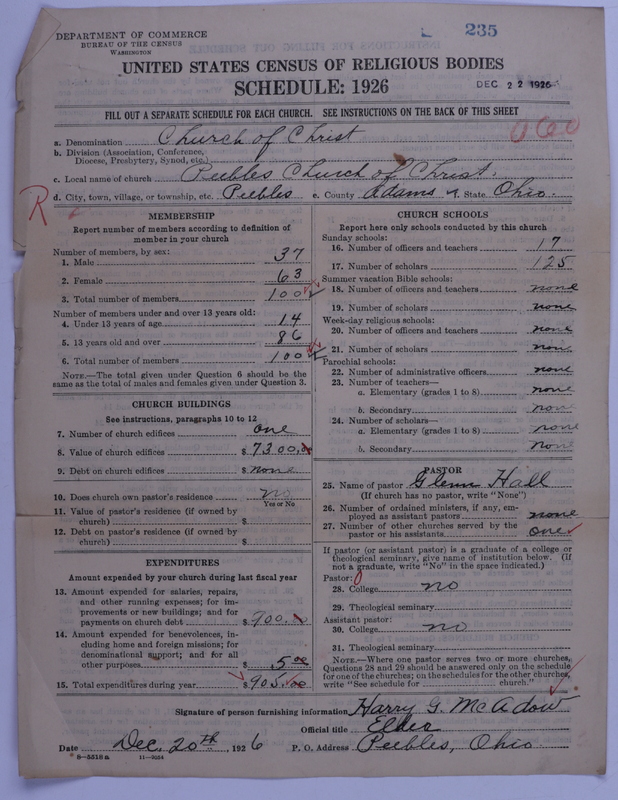 235
DEPARTMENT OF COMMERCE
BUREAU OF THE CENSUS
WASHINGTON
UNITED STATES CENSUS OF RELIGIOUS BODIES
SCHEDULE: 1926
DEC 22 1926
FILL OUT A SEPARATE SCHEDULE FOR EACH CHURCH. SEE INSTRUCTIONS ON THE BACK OF THIS SHEET
060
a. Denomination Church of Christ
b. Division (Association, Conference, Diocese, Presbytery, Synod, etc.)
c. Local name of church Peebles Church of Christ.
d. City, town, village, or township, etc. Peebles e. County Adams f. State Ohio.
R
MEMBERSHIP
Report number of members according to definition of
member in your church
Number of members, by sex:
1. Male 37
2. Female 63
3. Total number of members 100
Number of members under and over 13 years old:
4. Under 13 years of age 14
5. 13 years old and over 86
6. Total number of members 100
NOTE.—The total given under Question 6 should be
same as the total of males and females given under Question 3.
CHURCH BUILDINGS
See instructions, paragraphs 10 to 12
7. Number of church edifices one
8. Value of church edifices $7300.00
9. Debt on church edifices $none
10. Does church own pastor's residence no
Yes or No
11. Value of pastor's residence (if owned by
church) $
12. Debt on pastor's residence (if owned by
church) $
EXPENDITURES
Amount expended by your church during last fiscal year
13. Amount expended for salaries, repairs,
and other running expenses; for im-
provements or new buildings; and for
payments on church debt $900.00
14. Amount expended for benevolences, in-
cluding home and foreign missions; for
denominational support; and for all
other purposes $5.00
15. Total expenditures during year $905.00
CHURCH SCHOOLS
Report here only schools conducted by this church
Sunday schools:
16. Number of officers and teachers 17
17. Number of scholars 125
Summer vacation Bible schools:
18. Number of officers and teachers none
19. Number of scholars none
Week-day religious schools:
20. Number of officers and teachers none
21. Number of scholars none
Parochial schools:
22. Number of administrative officers none
23. Number of teachers—
a. Elementary (grades 1 to 8) none
b. Secondary none
24. Number of scholars—
a. Elementary (grades 1 to 8) none
b. Secondary none
PASTOR
25. Name of pastor Glenn Hall
(If church has no pastor, write "None")
26. Number of ordained ministers, if any, em-
ployed as assistant pastors none
27. Number of other churches served by the
pastor or his assistants one
If pastor (or assistant pastor) is a graduate of a college or
theological seminary, give name of institution below. (If
not a graduate, write "No" in the space indicated.)
Pastor:
28. College no
29. Theological seminary
Assistant pastor:
30. College no
31. Theological seminary
NOTE.—Where one pastor serves two or more churches,
Questions 28 and 29 should be answered only on the schedule
for one of the churches; on the schedules for the other churches,
write "See schedule for church."
Signature of person furnishing information Harry G. McAdow
Official title Elder
Date Dec. 20th, 1926 P. O. Address Peebles, Ohio.
8—5518a 11—9054